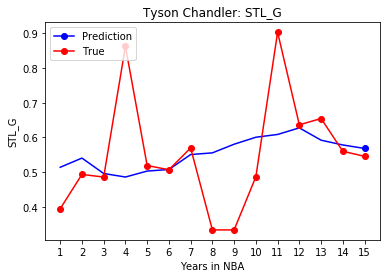 Tyson Chandler: STL_G
Prediction
True
0.9
0.8
0.7
0.6
0.5
0.4
STL_G
1 2 3 4 5 6 7 8 9 10 11 12 13 14 15
Years in NBA